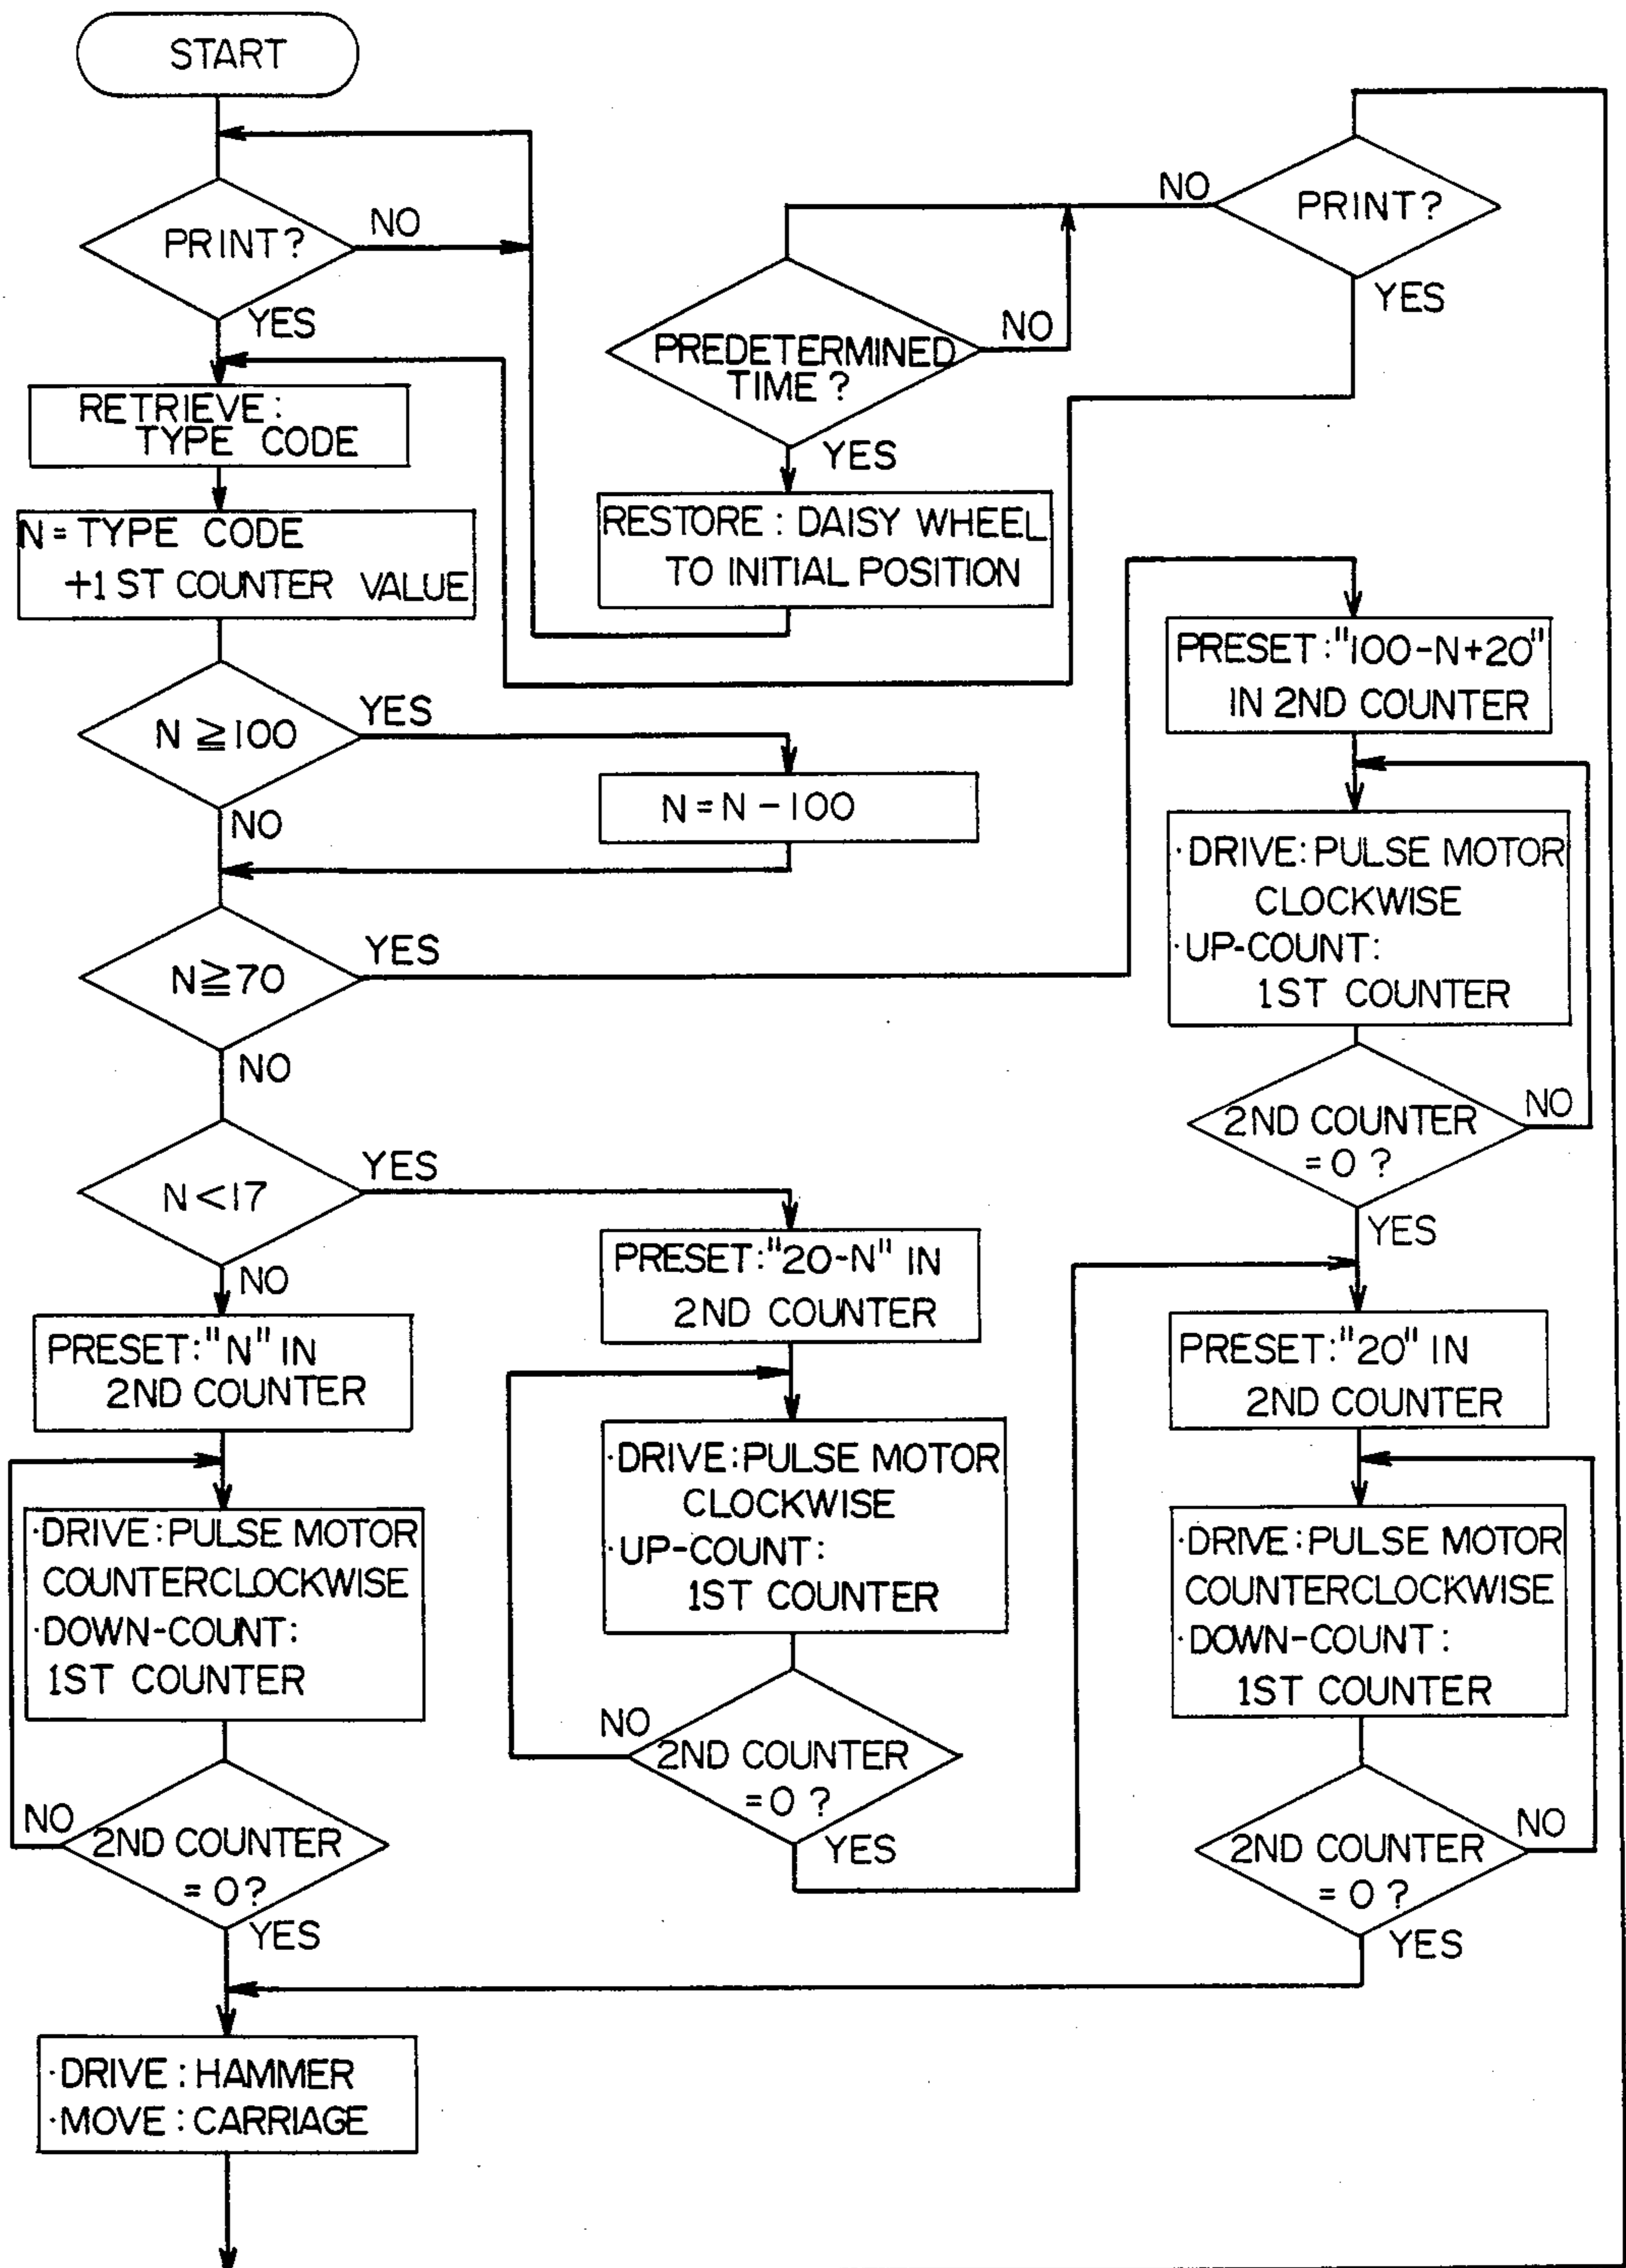 START
PRINT?
NO
YES
RETRIEVE:
TYPE CODE
N=TYPE CODE
+1ST COUNTER VALUE
N≧100
YES
NO
N=N-100
N≧70
YES
NO
N<17
YES
NO
PRESET:"N" IN
2ND COUNTER
·DRIVE:PULSE MOTOR
COUNTERCLOCKWISE
·DOWN-COUNT:
1ST COUNTER
NO
2ND COUNTER
=0?
YES
·DRIVE:HAMMER
·MOVE:CARRIAGE
PREDETERMINED
TIME?
NO
YES
RESTORE: DAISY WHEEL
TO INITIAL POSITION
PRESET:"20-N" IN
2ND COUNTER
·DRIVE:PULSE MOTOR
CLOCKWISE
·UP-COUNT:
1ST COUNTER
NO
2ND COUNTER
=0?
YES
NO
PRINT?
YES
PRESET:"100-N+20"
IN 2ND COUNTER
·DRIVE:PULSE MOTOR
CLOCKWISE
·UP-COUNT:
1ST COUNTER
2ND COUNTER
=0?
NO
YES
PRESET:"20" IN
2ND COUNTER
·DRIVE:PULSE MOTOR
COUNTERCLOCKWISE
·DOWN-COUNT:
1ST COUNTER
2ND COUNTER
=0?
NO
YES